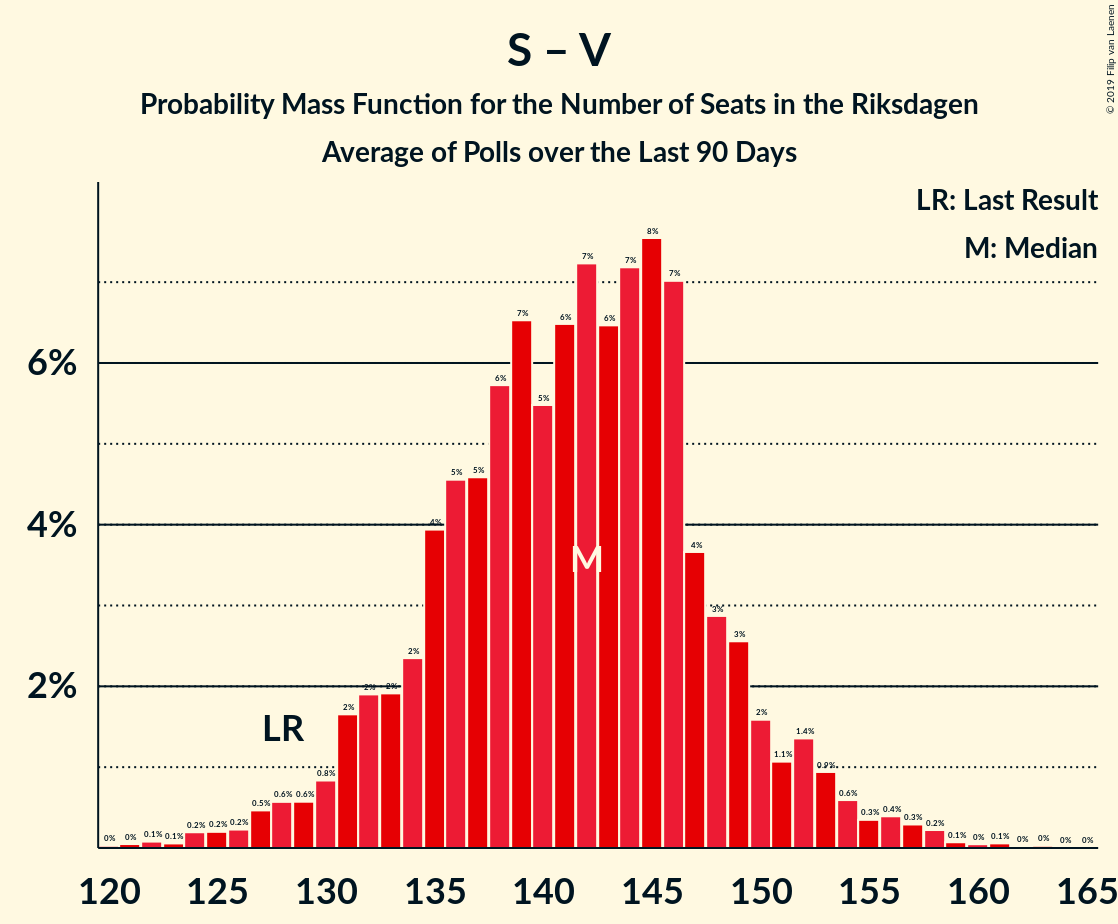 S – V
Probability Mass Function for the Number of Seats in the Riksdagen
Average of Polls over the Last 90 Days
© 2019 Filip van Laenen
LR: Last Result
M: Median
6%
4%
2%
0% 0% 0.1% 0.1% 0.2% 0.2% 0.2% 0.5% 0.6% 0.6% 0.8% 2% 2% 2% 2% 4% 5% 5% 6% 7% 5% 6% 7% 6% 7% 8% 7% 4% 3% 3% 2% 1.1% 1.4% 0.9% 0.6% 0.3% 0.4% 0.3% 0.2% 0.1% 0% 0.1% 0% 0% 0% 0%
M
LR
120 125 130 135 140 145 150 155 160 165